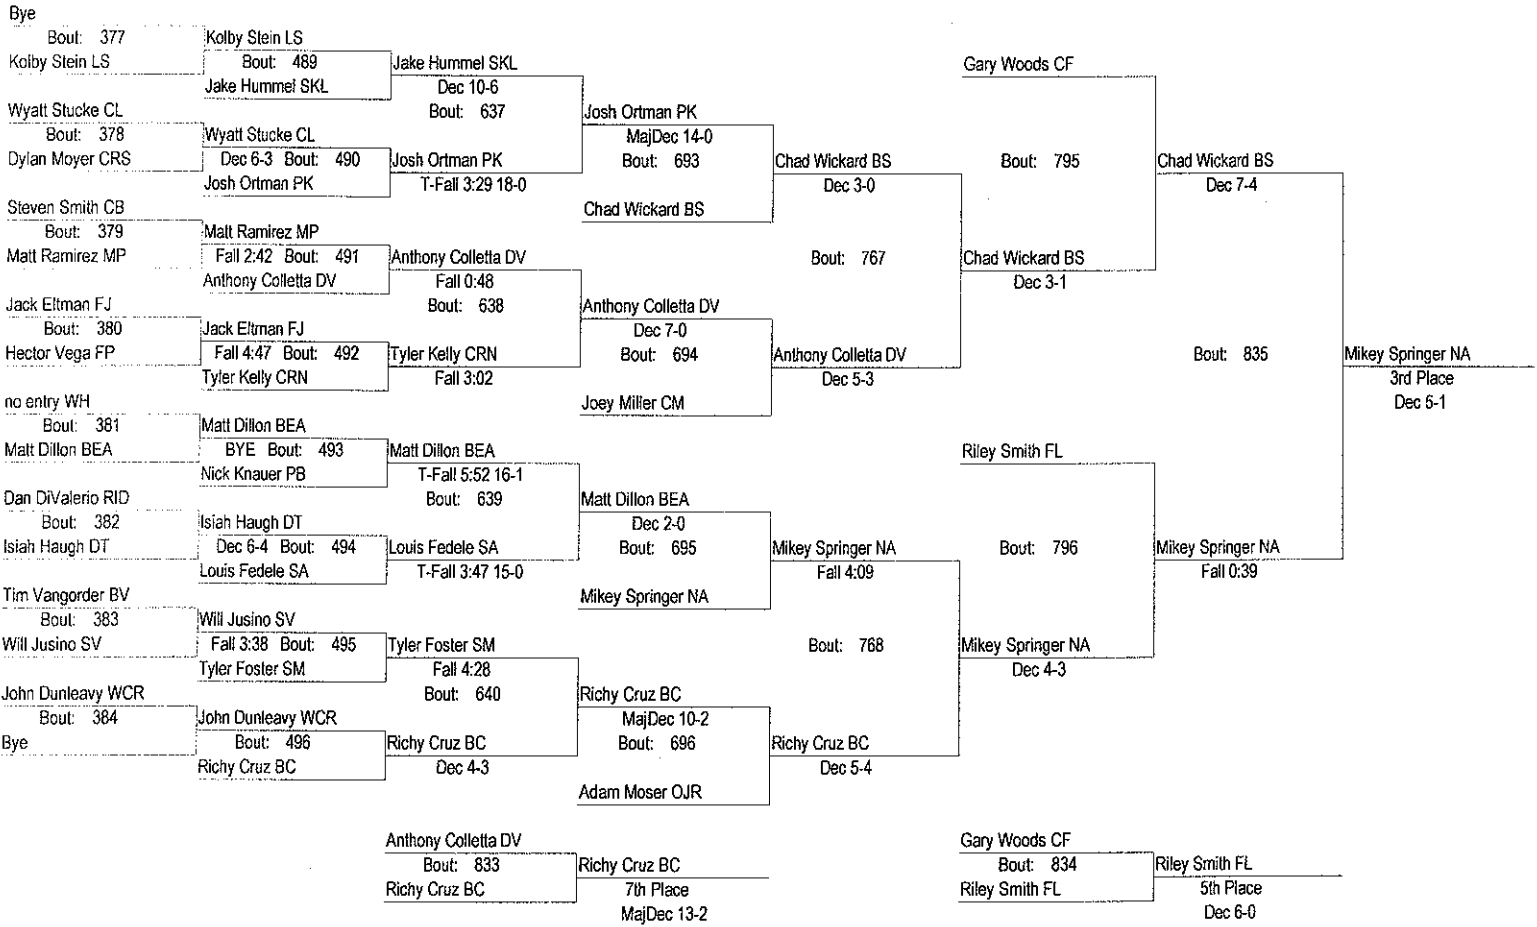 Bye
Bout: 377
Kolby Stein LS
Kolby Stein LS
Bout: 489
Jake Hummel SKL
Jake Hummel SKL
Dec 10-6
Bout: 637
Wyatt Stucke CL
Bout: 378
Dylan Moyer CRS
Wyatt Stucke CL
Dec 6-3 Bout: 490
Josh Ortman PK
Josh Ortman PK
T-Fall 3:29 18-0
Josh Ortman PK
MajDec 14-0
Bout: 693
Chad Wickard BS
Chad Wickard BS
Dec 3-0
Steven Smith CB
Bout: 379
Matt Ramirez MP
Matt Ramirez MP
Fall 2:42 Bout: 491
Anthony Colletta DV
Anthony Colletta DV
Fall 0:48
Bout: 638
Jack Eltman FJ
Bout: 380
Hector Vega FP
Jack Eltman FJ
Fall 4:47 Bout: 492
Tyler Kelly CRN
Tyler Kelly CRN
Fall 3:02
Anthony Colletta DV
Dec 7-0
Bout: 694
Joey Miller CM
Anthony Colletta DV
Dec 5-3
Bout: 767
Chad Wickard BS
Dec 3-1
Gary Woods CF
Bout: 795
Chad Wickard BS
Dec 7-4
no entry WH
Bout: 381
Matt Dillon BEA
Matt Dillon BEA
BYE Bout: 493
Nick Knauer PB
Matt Dillon BEA
T-Fall 5:52 16-1
Bout: 639
Dan DiValerio RID
Bout: 382
Isiah Haugh DT
Isiah Haugh DT
Dec 6-4 Bout: 494
Louis Fedele SA
Louis Fedele SA
T-Fall 3:47 15-0
Matt Dillon BEA
Dec 2-0
Bout: 695
Mikey Springer NA
Mikey Springer NA
Fall 4:09
Tim Vangorder BV
Bout: 383
Will Jusino SV
Will Jusino SV
Fall 3:38 Bout: 495
Tyler Foster SM
Tyler Foster SM
Fall 4:28
Bout: 640
John Dunleavy WCR
Bout: 384
Bye
John Dunleavy WCR
Bout: 496
Richy Cruz BC
Richy Cruz BC
Dec 4-3
Richy Cruz BC
MajDec 10-2
Bout: 696
Adam Moser OJR
Richy Cruz BC
Dec 5-4
Bout: 768
Mikey Springer NA
Dec 4-3
Riley Smith FL
Bout: 796
Mikey Springer NA
Fall 0:39
Bout: 835
Mikey Springer NA
3rd Place
Dec 5-1
Anthony Colletta DV
Bout: 833
Richy Cruz BC
Richy Cruz BC
7th Place
MajDec 13-2
Gary Woods CF
Bout: 834
Riley Smith FL
Riley Smith FL
5th Place
Dec 6-0